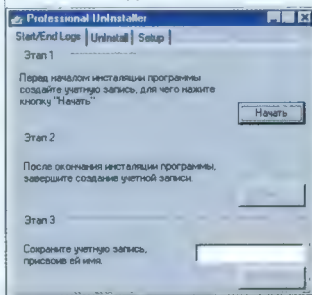 Professional UnInstaller
Start/End Logs UnInstall Setup
Этап 1
Перед началом инсталяции программы
создайте учетную запись, для чего нажмите
кнопку "Начать"
Начать
Этап 2
После окончания инсталяции программы,
завершите создание учетной записи.
Этап 3
Сохраните учетную запись,
присвоив ей имя.